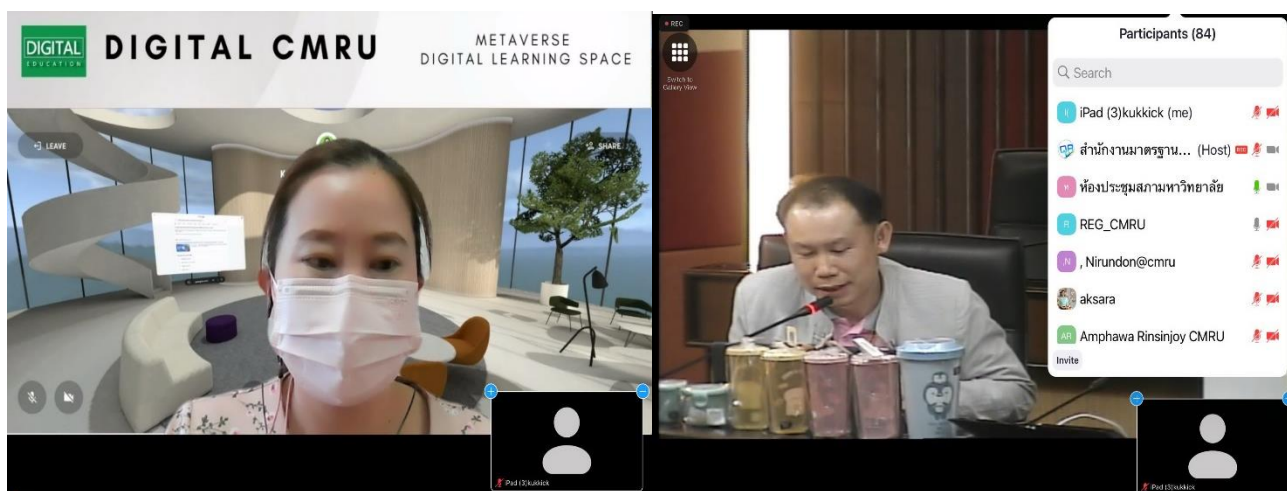 DIGITAL
EDUCATION
DIGITAL CMRU
METAVERSE
DIGITAL LEARNING SPACE
LEAVE
K
SHARE
iPad (3)kukkick
REC
Switch to
Gallery View
Participants (84)
Search
K iPad (3)kukkick (me)
สำนักงานมาตรฐาน... (Host)
ห ห้องประชุมสภามหาวิทยาลัย
R REG_CMRU
,N , Nirundon@cmru
aksara
AR Amphawa Rinsinjoy CMRU
Invite
iPad (3)kukkick